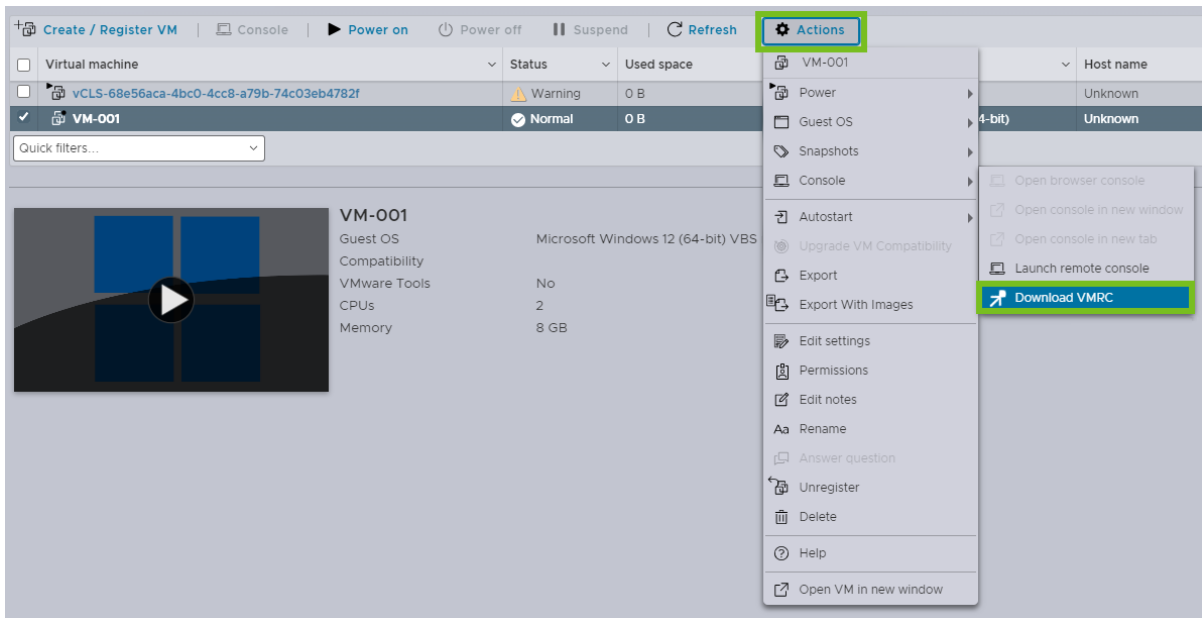 Create / Register VM | Console | Power on Power off Suspend | Refresh Actions
Virtual machine Status Used space Host name
vCLS-68e56aca-4bc0-4cc8-a79b-74c03eb4782f Warning 0 B Unknown
VM-001 Normal 0 B 4-bit) Unknown
Quick filters...
VM-001
Power
Guest OS
Snapshots
Console
Autostart
Upgrade VM Compatibility
Export
Export With Images
Edit settings
Permissions
Edit notes
Aa Rename
Answer question
Unregister
Delete
Help
Open VM in new window
Open browser console
Open console in new window
Open console in new tab
Launch remote console
Download VMRC
VM-001
Guest OS Microsoft Windows 12 (64-bit) VBS
Compatibility
VMware Tools No
CPUs 2
Memory 8 GB